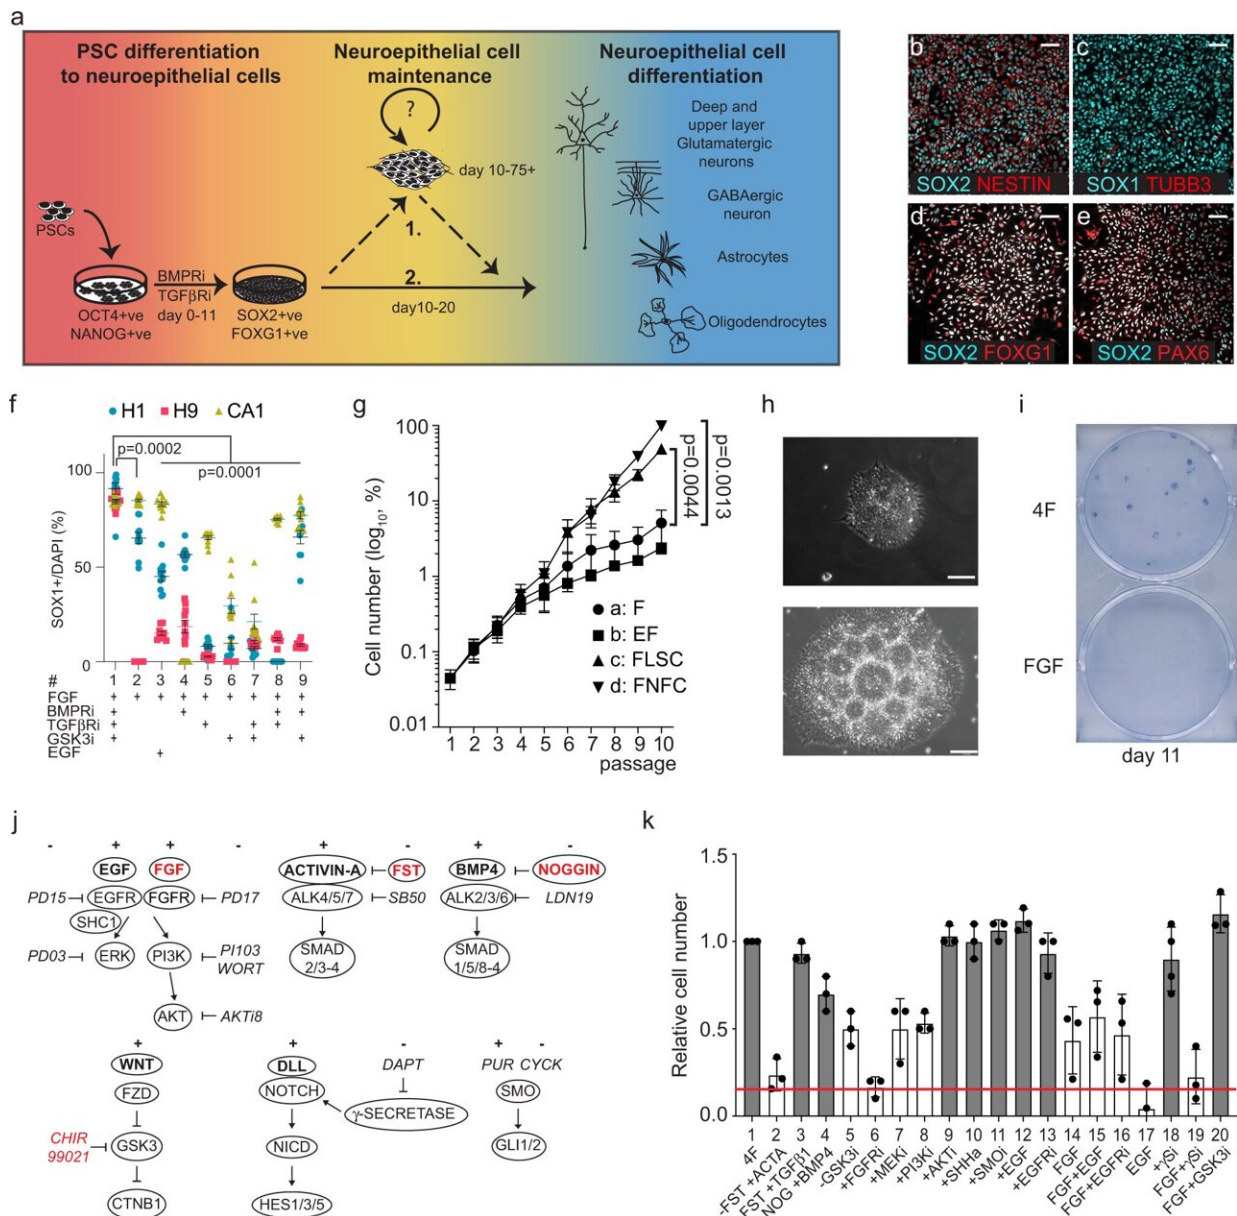 a
PSC differentiation
to neuroepithelial cells
Neuroepithelial cell
maintenance
Neuroepithelial cell
differentiation
?
day 10-75+
PSCs
BMPRi
TGFβRi
day 0-11
OCT4+ve
NANOG+ve
SOX2+ve
FOXG1+ve
1.
2.
day10-20
Deep and
upper layer
Glutamatergic
neurons
GABAergic
neuron
Astrocytes
Oligodendrocytes
b
SOX2 NESTIN
c
SOX1 TUBB3
d
SOX2 FOXG1
e
SOX2 PAX6
f
H1 H9 CA1
p=0.0002
p=0.0001
SOX1+/DAPI (%)
100
50
0
# 1 2 3 4 5 6 7 8 9
FGF + + + + + + + + +
BMPRi + + + +
TGFβRi + + + +
GSK3i + + + +
EGF +
g
Cell number (log10, %)
100
10
1
0.1
0.01
1 2 3 4 5 6 7 8 9 10
passage
a: F
b: EF
c: FLSC
d: FNFC
p=0.0044
p=0.0013
h
i
4F
FGF
day 11
j
- + + -
EGF FGF
PD15 EGFR FGFR PD17
SHC1
PD03 ERK PI3K PI103
WORT
AKT AKTi8
+ -
ACTIVIN-A FST
ALK4/5/7 SB50
SMAD
2/3-4
+ -
BMP4 NOGGIN
ALK2/3/6 LDN19
SMAD
1/5/8-4
+
WNT
FZD
CHIR
99021
GSK3
CTNB1
+ -
DLL DAPT
NOTCH
γ-SECRETASE
NICD
HES1/3/5
+ -
PUR CYCK
SMO
GLI1/2
k
Relative cell number
1.5
1.0
0.5
0.0
1 2 3 4 5 6 7 8 9 10 11 12 13 14 15 16 17 18 19 20
4F
-FST +ACTA
FST +TGFβ1
NOG +BMP4
-GSK3i
+FGFRi
+MEKi
+PI3Ki
+AKTi
+SHHa
+SMOi
+EGF
+EGFRi
FGF
FGF+EGF
FGF+EGFRi
EGF
+γSi
FGF+γSi
FGF+GSK3i